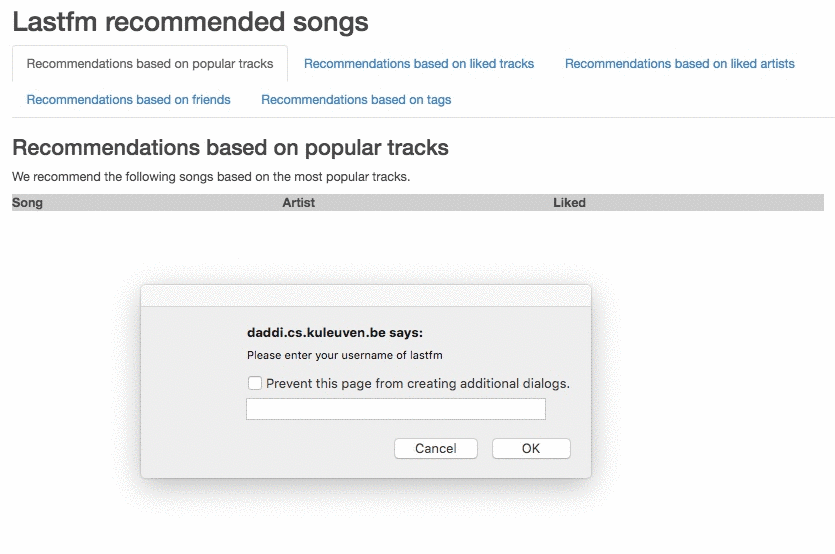 Lastfm recommended songs
Recommendations based on popular tracks Recommendations based on liked tracks Recommendations based on liked artists
Recommendations based on friends Recommendations based on tags
Recommendations based on popular tracks
We recommend the following songs based on the most popular tracks.
Song Artist Liked
daddi.cs.kuleuven.be says:
Please enter your username of lastfm
Prevent this page from creating additional dialogs.
Cancel OK